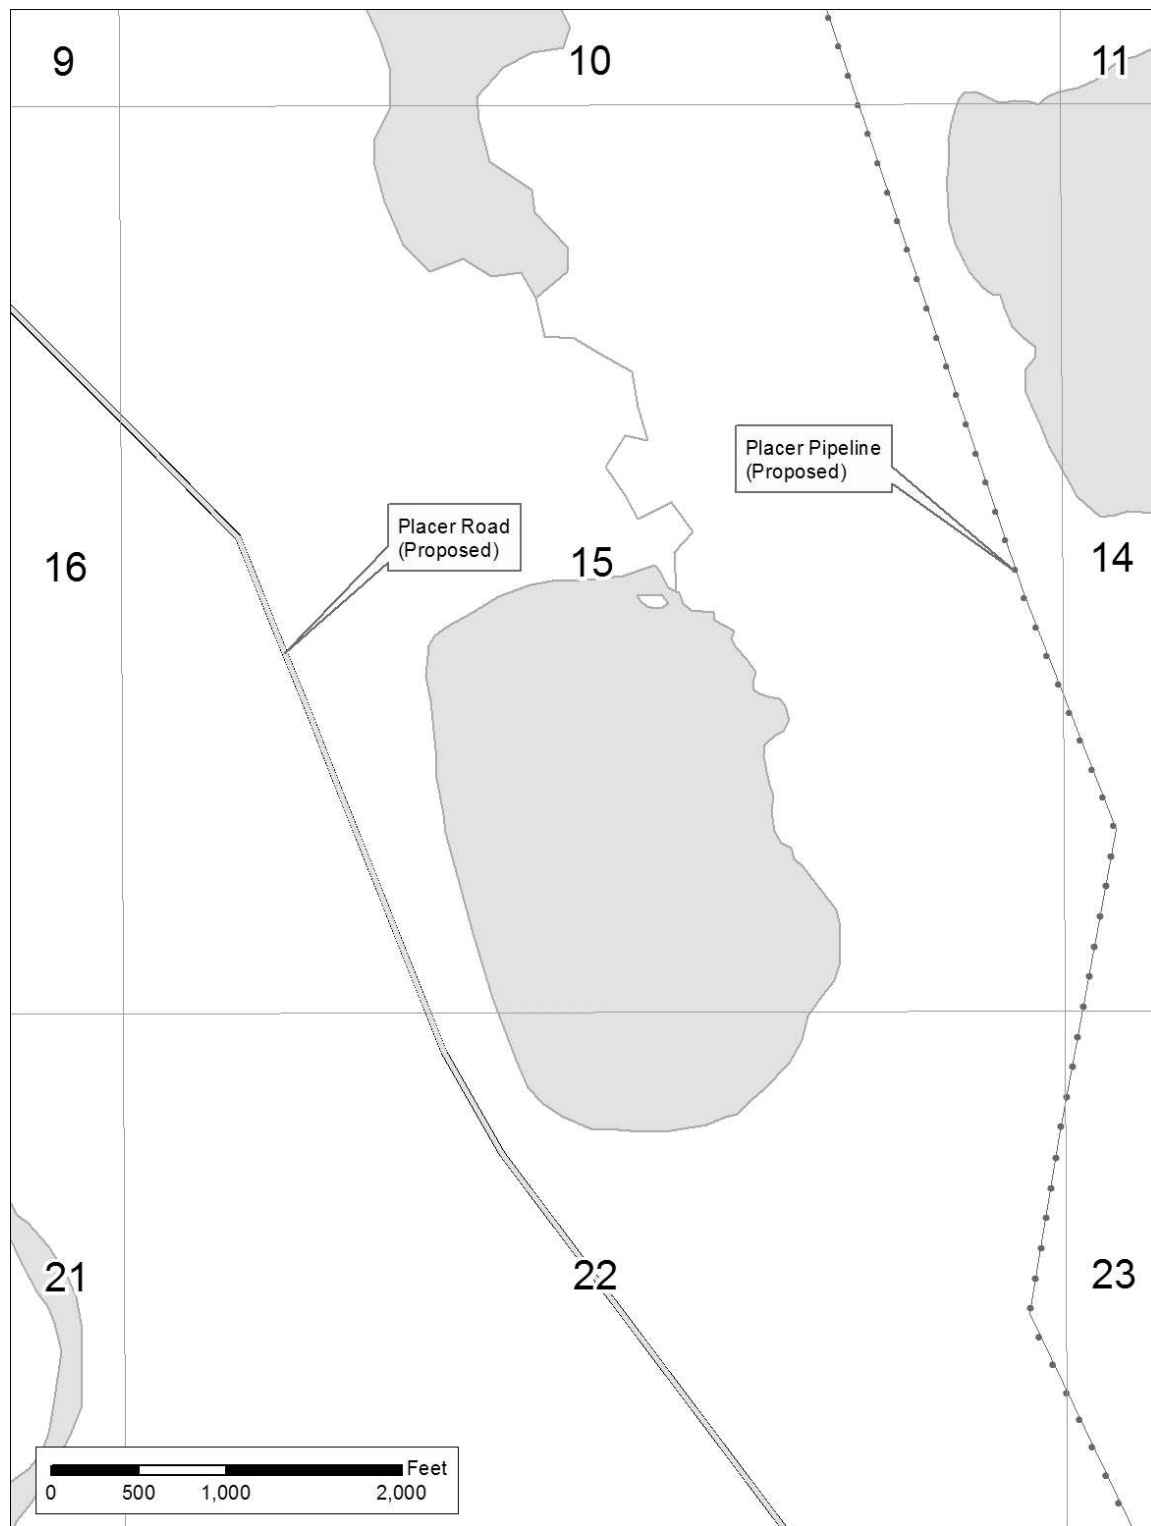 9
10
11
Placer Pipeline
(Proposed)
Placer Road
(Proposed)
16
15
14
21
22
23
Feet
0 500 1,000 2,000